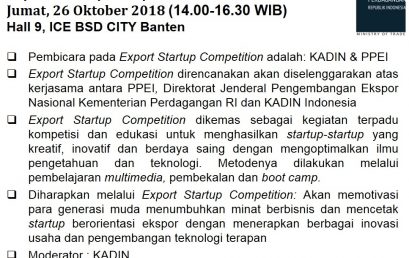 PERDAGANGAN
REPUBLIK INDONESIA
MINISTRY OF TRADE
Jumat, 26 Oktober 2018 (14.00-16.30 WIB)
Hall 9, ICE BSD CITY Banten
❑ Pembicara pada Export Startup Competition adalah: KADIN & PPEI
❑ Export Startup Competition direncanakan akan diselenggarakan atas
kerjasama antara PPEI, Direktorat Jenderal Pengembangan Ekspor
Nasional Kementerian Perdagangan RI dan KADIN Indonesia
❑ Export Startup Competition dikemas sebagai kegiatan terpadu
kompetisi dan edukasi untuk menghasilkan startup-startup yang
kreatif, inovatif dan berdaya saing dengan mengoptimalkan ilmu
pengetahuan dan teknologi. Metodenya dilakukan melalui
pembelajaran multimedia, pembekalan dan boot camp.
❑ Diharapkan melalui Export Startup Competition: Akan memotivasi
para generasi muda menumbuhkan minat berbisnis dan mencetak
startup berorientasi ekspor dengan menerapkan berbagai inovasi
usaha dan pengembangan teknologi terapan
❑ Moderator : KADIN